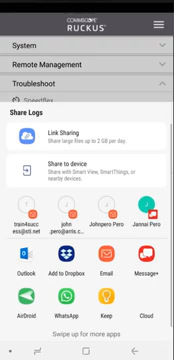 COMMSCOPE
RUCKUS
System
Remote Management
Troubleshoot
Speedflex
Share Logs
Link Sharing
Share large files up to 2 GB per day.
Share to device
Share with Smart View, SmartThings, or
nearby devices.
T J J J
train4succ
ess@stl.net
john
.pero@arris.c...
Johnpero Pero
Jannai Pero
Outlook Add to Dropbox Email Message+
AirDroid WhatsApp Keep Cloud
Swipe up for more apps